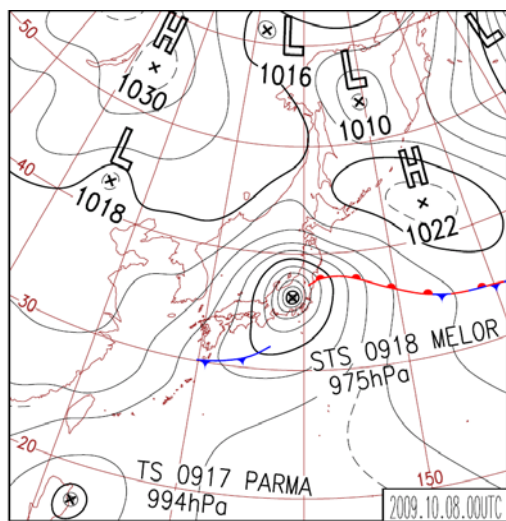 50
H
1030
L
1016
L
1010
L
40
L
1018
H
1022
30
STS 0918 MELOR
975hPa
20
TS 0917 PARMA
994hPa
150
2009.10.08.00UTC